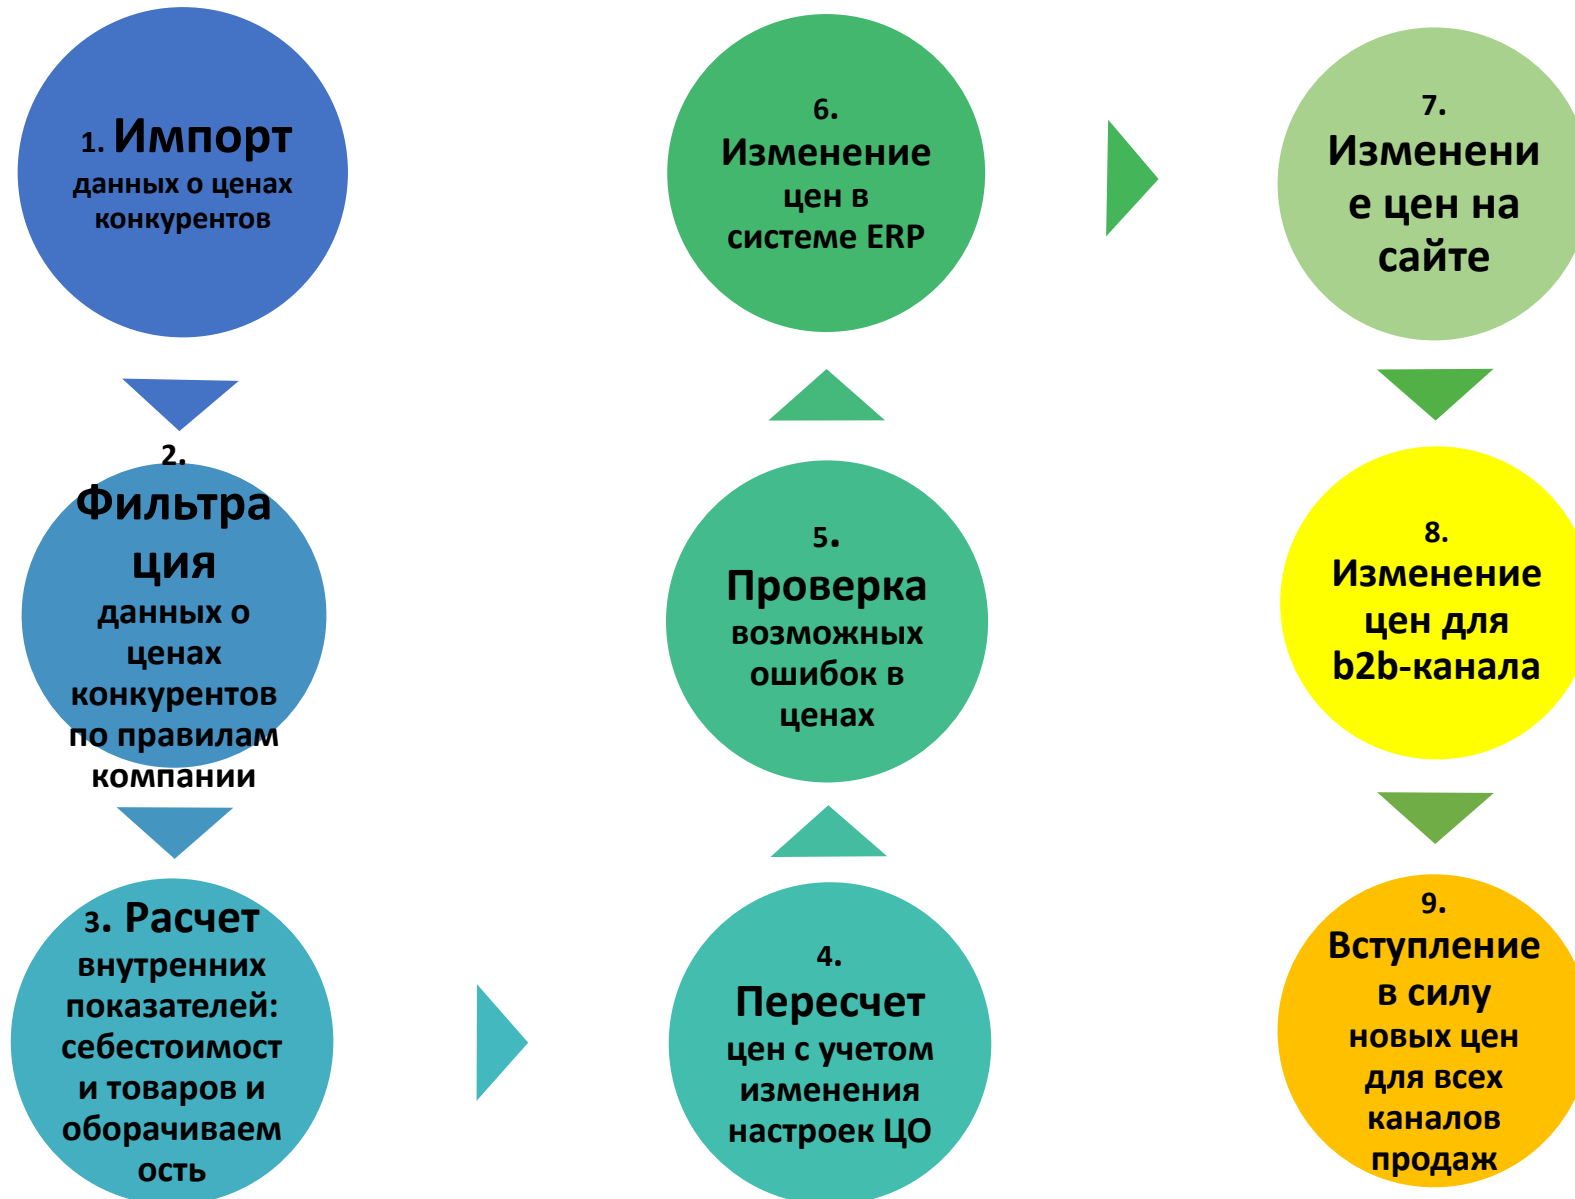 1. Импорт
данных о ценах
конкурентов
2.
Фильтра
ция
данных о
ценах
конкурентов
по правилам
компании
3. Расчет
внутренних
показателей:
себестоимост
и товаров и
оборачиваем
ость
4.
Пересчет
цен с учетом
изменения
настроек ЦО
5.
Проверка
возможных
ошибок в
ценах
6.
Изменение
цен в
системе ERP
7.
Изменени
е цен на
сайте
8.
Изменение
цен для
b2b-канала
9.
Вступление
в силу
новых цен
для всех
каналов
продаж